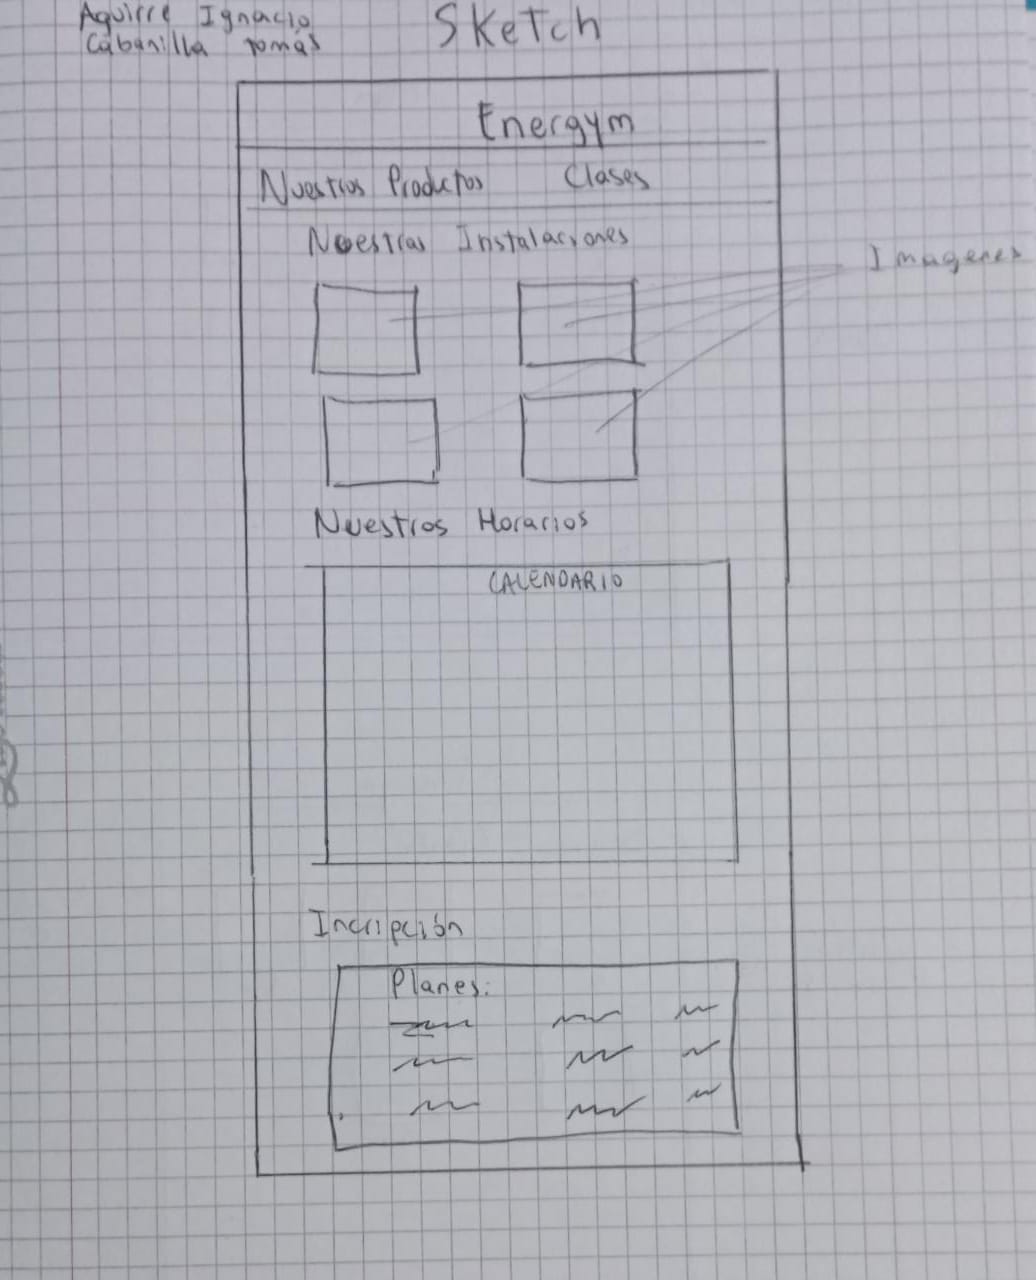 Aguirre Ignacio
Cabanilla Tomás
Sketch
Energym
Nuestros Productos Clases
Nuestras Instalaciones
Imagenes
Nuestros Horarios
CALENDARIO
Incripción
Planes: